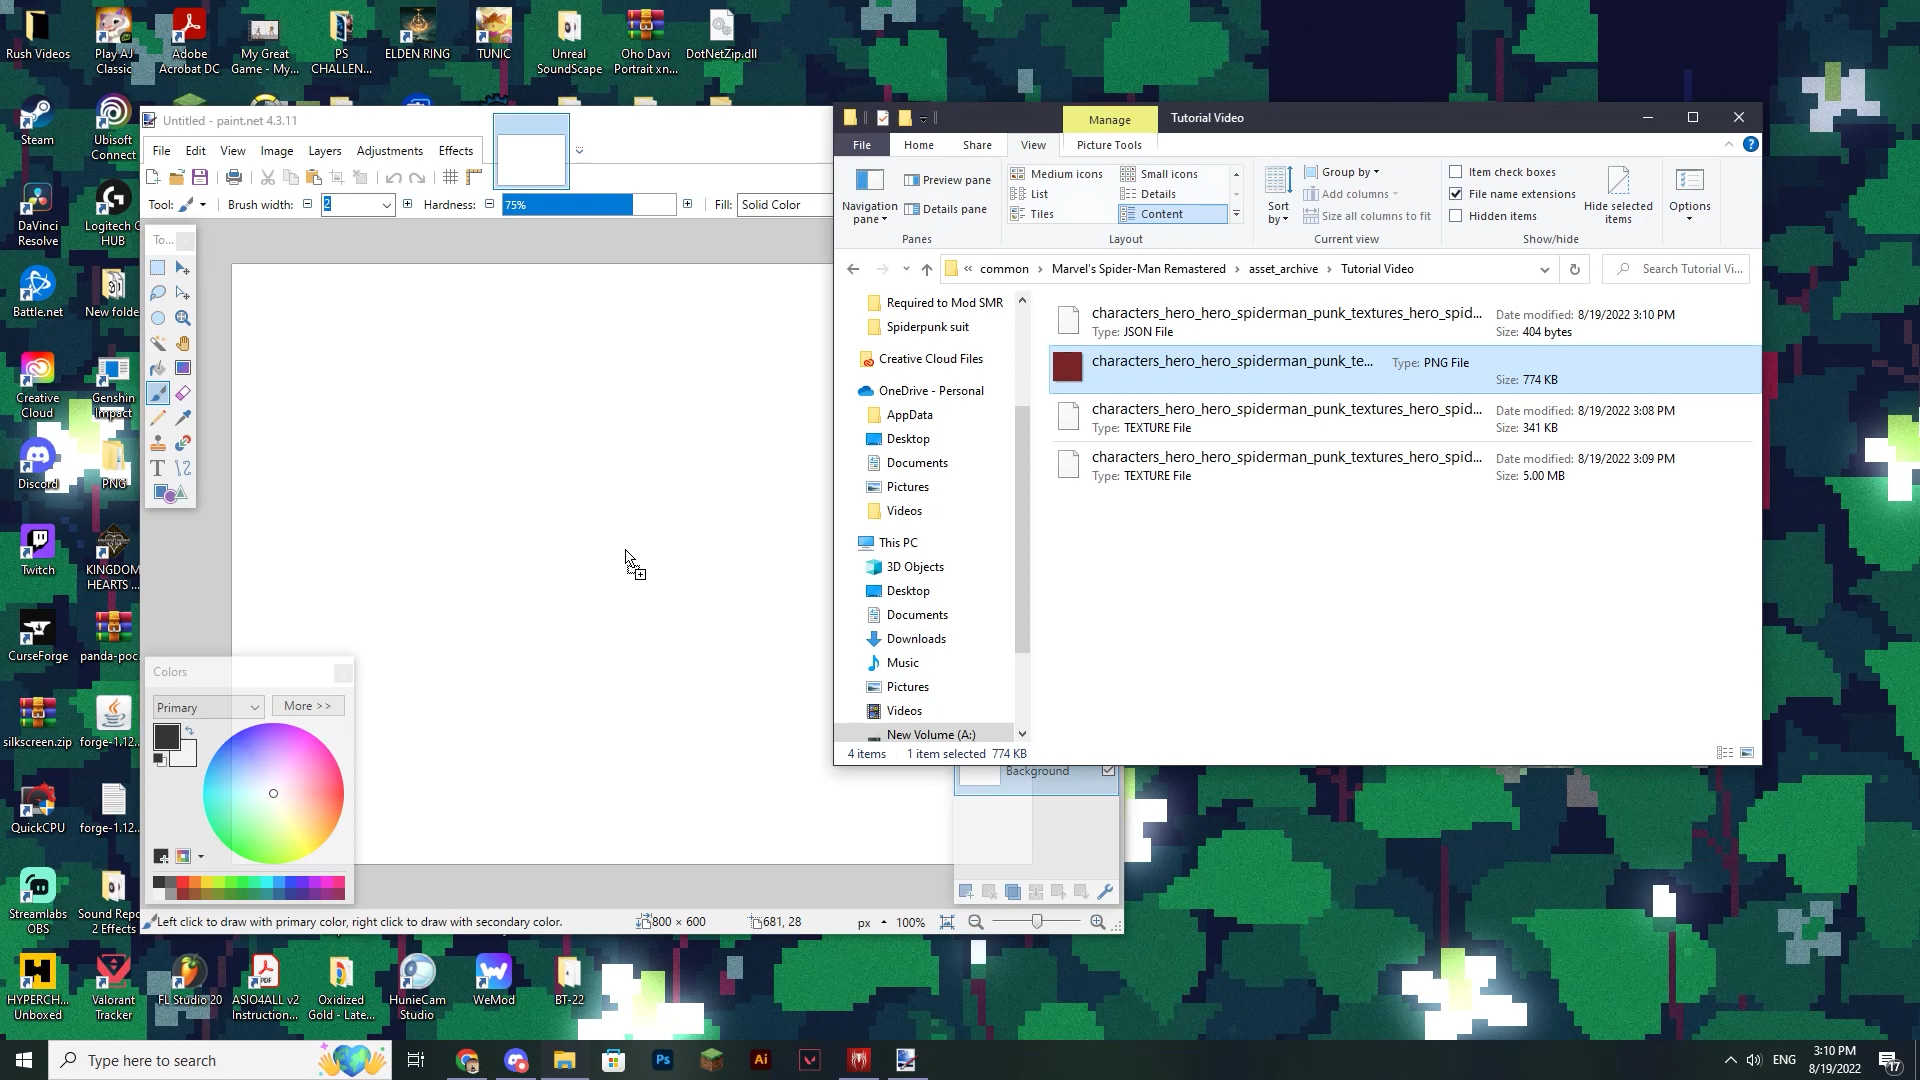 Rush Videos
Play AJ
Classic
Adobe
Acrobat DC
My Great
Game - My...
PS
CHALLEN...
ELDEN RING
TUNIC
Unreal
SoundScape
Oho Davi
Portrait xn...
DotNetZip.dll
Steam
Ubisoft
Connect
DaVinci
Resolve
Logitech G
HUB
Battle.net
New folde
Creative
Cloud
Genshin
Impact
Discord
PNG
Twitch
KINGDOM
HEARTS ...
CurseForge
panda-poc...
silkscreen.zip
forge-1.12...
QuickCPU
forge-1.12...
Streamlabs
OBS
Sound Repo
2 Effects
HYPERCH...
Unboxed
Valorant
Tracker
FL Studio 20
ASIO4ALL v2
Instruction...
Oxidized
Gold - Late...
HunieCam
Studio
WeMod
BT-22
Untitled - paint.net 4.3.11
File Edit View Image Layers Adjustments Effects
Tool: Brush width: 2 Hardness: 75% Fill: Solid Color
To...
Colors
Primary More >>
Background
Left click to draw with primary color, right click to draw with secondary color.
800 × 600
681, 28
px
100%
Manage
Tutorial Video
File Home Share View Picture Tools
Navigation
pane
Preview pane
Details pane
Panes
Medium icons Small icons
List Details
Tiles Content
Layout
Sort
by
Group by
Add columns
Size all columns to fit
Current view
Item check boxes
File name extensions
Hidden items
Hide selected
items
Show/hide
Options
« common › Marvel's Spider-Man Remastered › asset_archive › Tutorial Video
Search Tutorial Vi...
Required to Mod SMR
Spiderpunk suit
Creative Cloud Files
OneDrive - Personal
AppData
Desktop
Documents
Pictures
Videos
This PC
3D Objects
Desktop
Documents
Downloads
Music
Pictures
Videos
New Volume (A:)
characters_hero_hero_spiderman_punk_textures_hero_spid... Date modified: 8/19/2022 3:10 PM
Type: JSON File Size: 404 bytes
characters_hero_hero_spiderman_punk_te... Type: PNG File
Size: 774 KB
characters_hero_hero_spiderman_punk_textures_hero_spid... Date modified: 8/19/2022 3:08 PM
Type: TEXTURE File Size: 341 KB
characters_hero_hero_spiderman_punk_textures_hero_spid... Date modified: 8/19/2022 3:09 PM
Type: TEXTURE File Size: 5.00 MB
4 items 1 item selected 774 KB
Type here to search
Ps
Ai
ENG
3:10 PM
8/19/2022
17